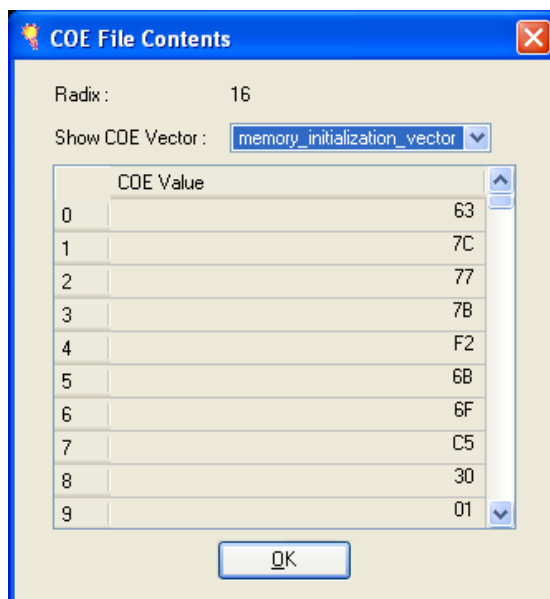 COE File Contents
Radix : 16
Show COE Vector : memory_initialization_vector
COE Value
0 63
1 7C
2 77
3 7B
4 F2
5 6B
6 6F
7 C5
8 30
9 01
OK